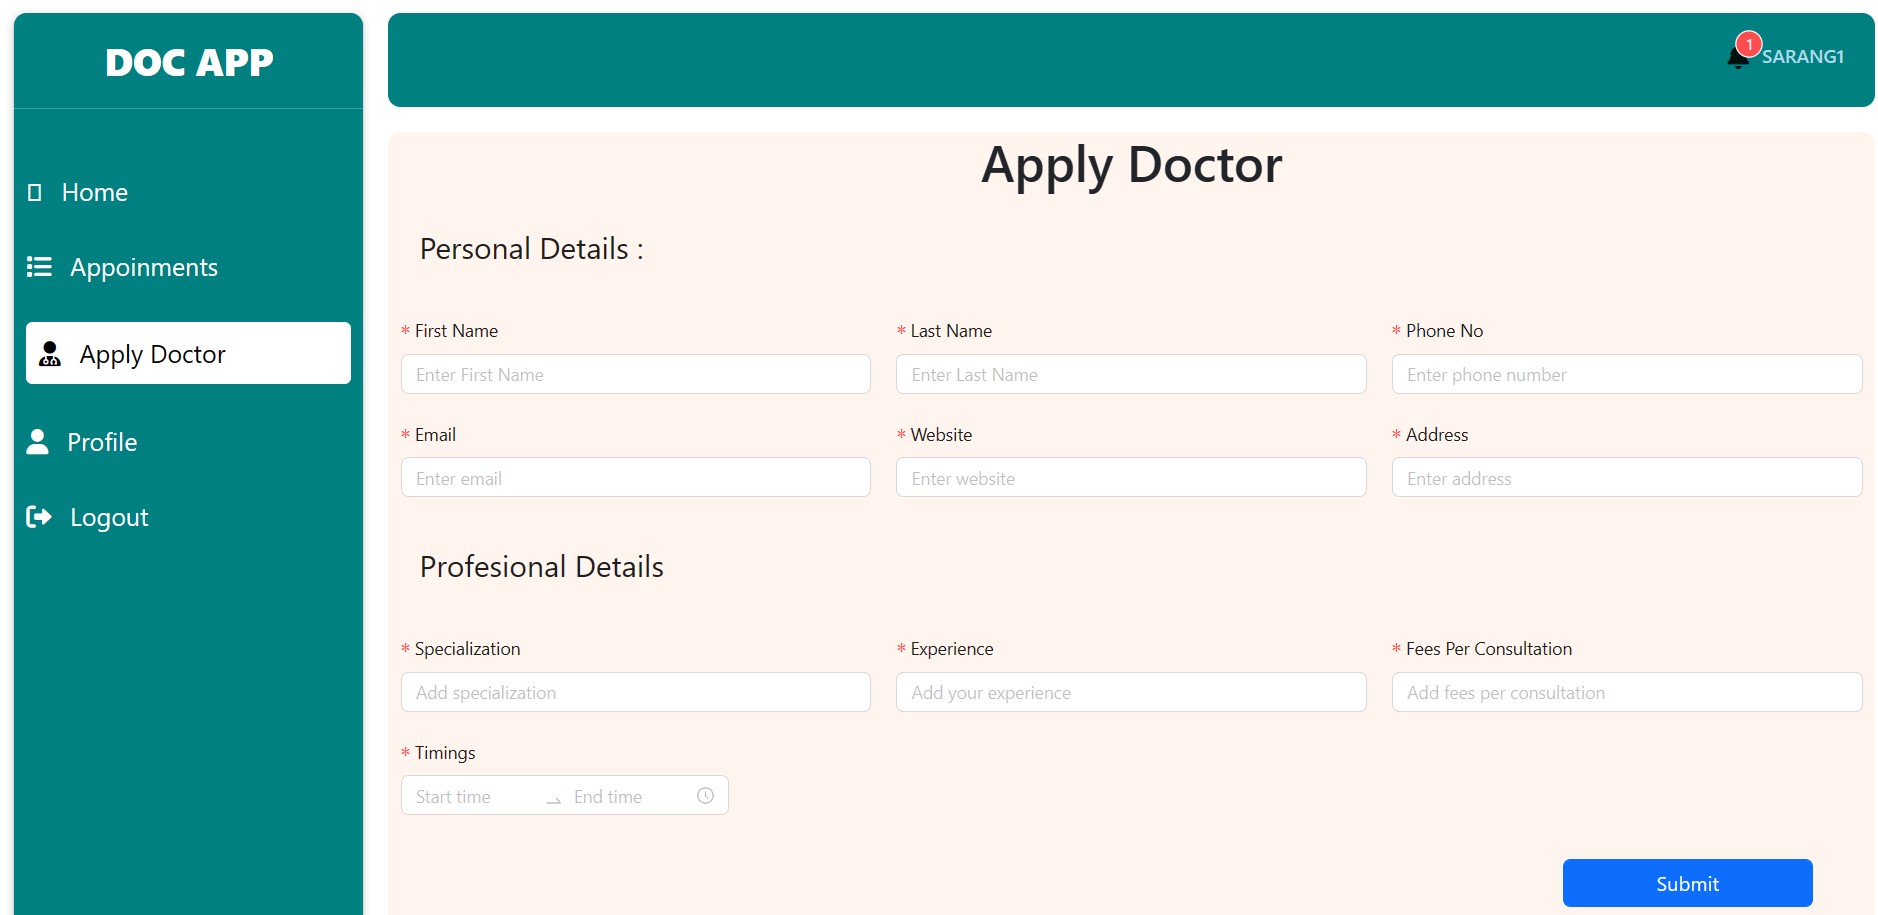 DOC APP
Home
Appoinments
Apply Doctor
Profile
Logout
1
SARANG1
Apply Doctor
Personal Details :
* First Name
* Last Name
* Phone No
Enter First Name
Enter Last Name
Enter phone number
* Email
* Website
* Address
Enter email
Enter website
Enter address
Profesional Details
* Specialization
* Experience
* Fees Per Consultation
Add specialization
Add your experience
Add fees per consultation
* Timings
Start time
End time
Submit